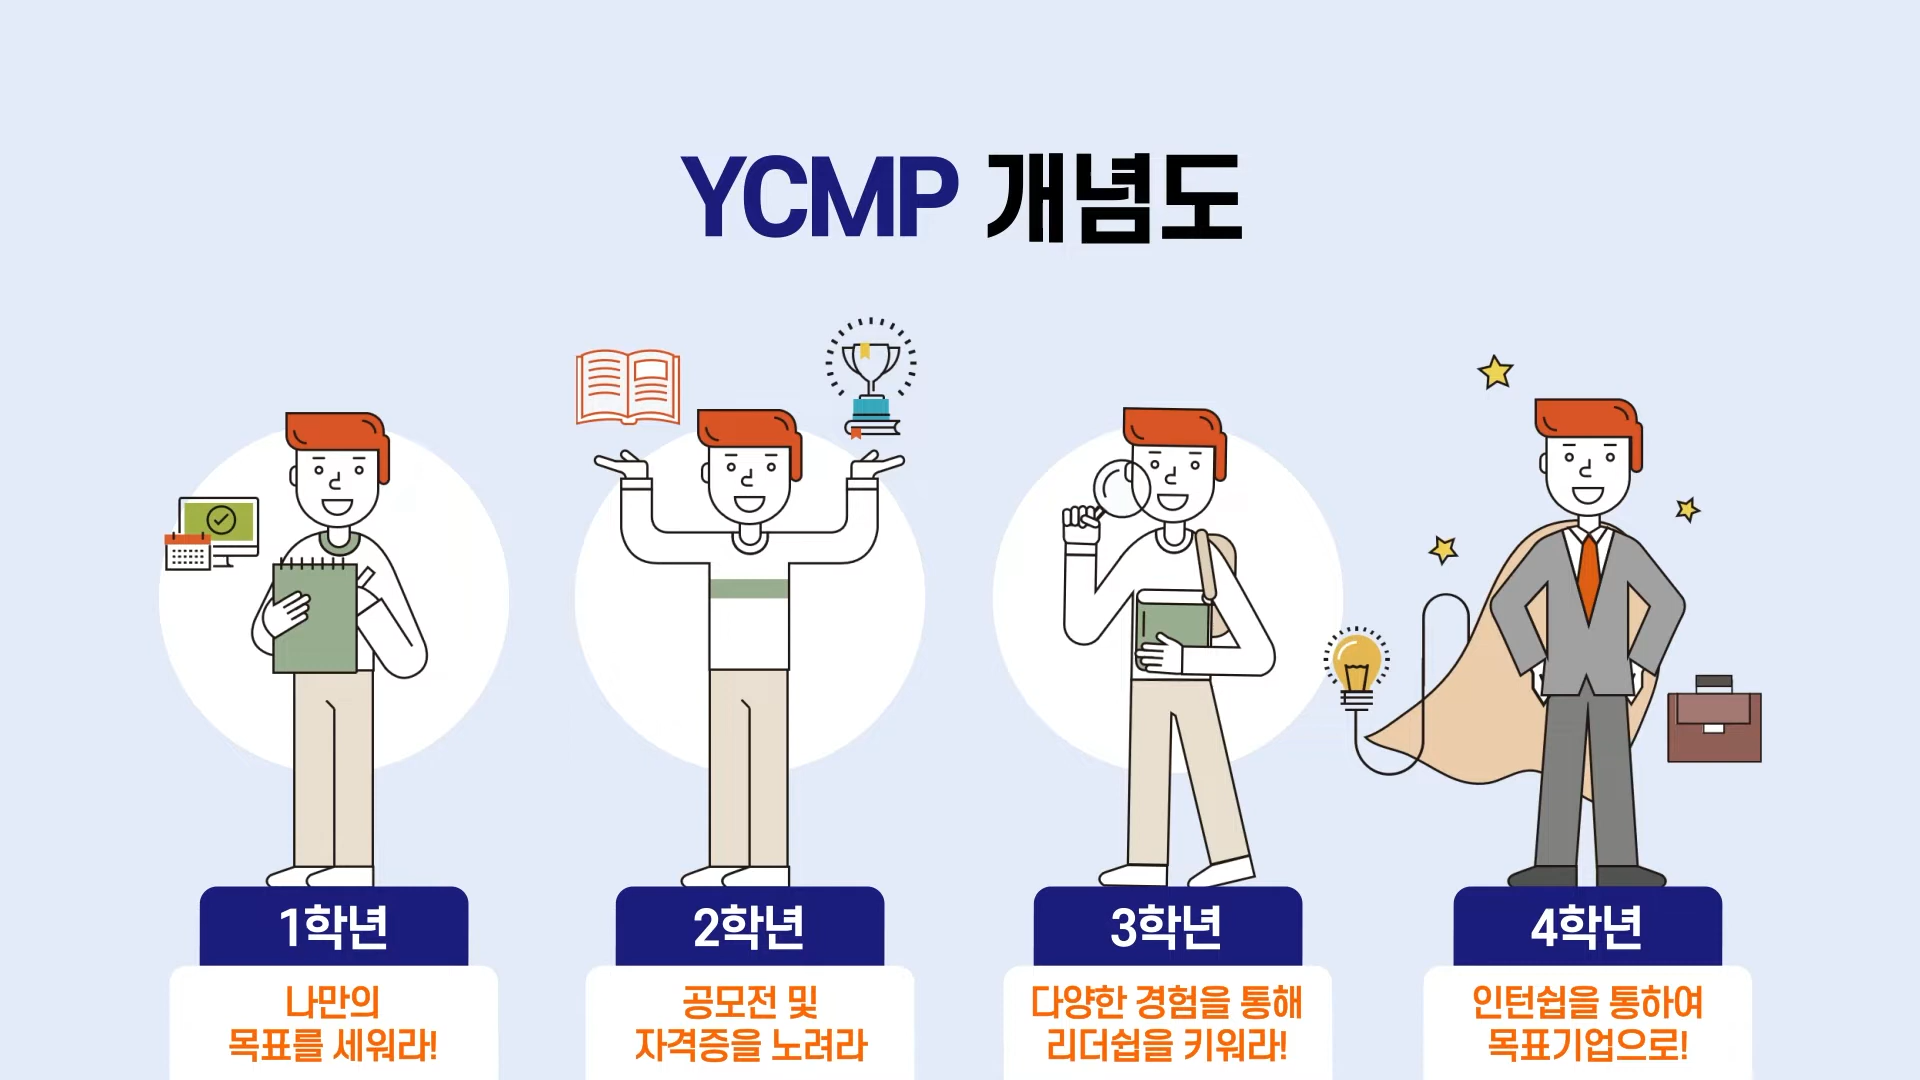 YCMP 개념도
1학년
나만의
목표를 세워라!
2학년
공모전 및
자격증을 노려라
3학년
다양한 경험을 통해
리더쉽을 키워라!
4학년
인턴쉽을 통하여
목표기업으로!